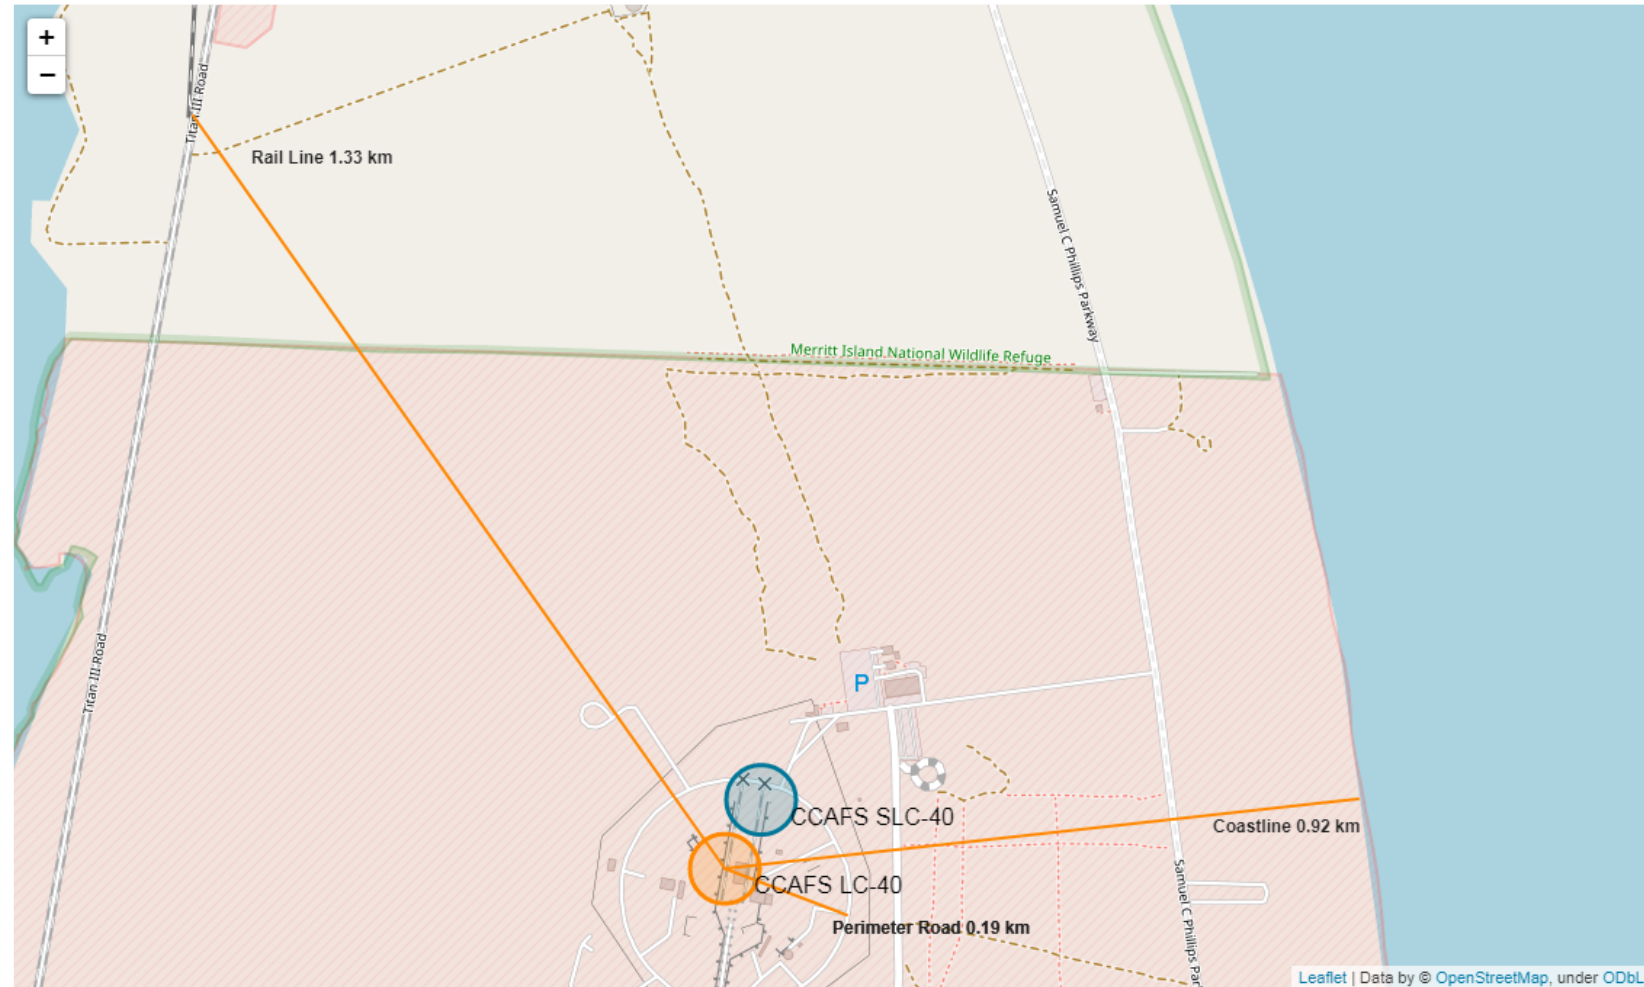 +
−
Titan III Road
Rail Line 1.33 km
Samuel C Phillips Parkway
Merritt Island National Wildlife Refuge
Titan III Road
P
CCAFS SLC-40
Coastline 0.92 km
CCAFS LC-40
Perimeter Road 0.19 km
Samuel C Phillips Par
Leaflet | Data by © OpenStreetMap, under ODbL